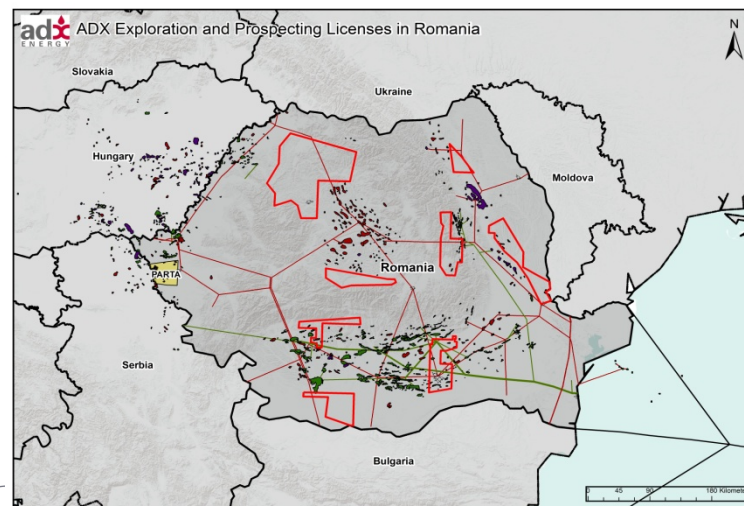 adx
ENERGY
ADX Exploration and Prospecting Licenses in Romania
N
Slovakia
Ukraine
Hungary
Moldova
Romania
PARTA
Serbia
Bulgaria
0 45 90 180 Kilomet